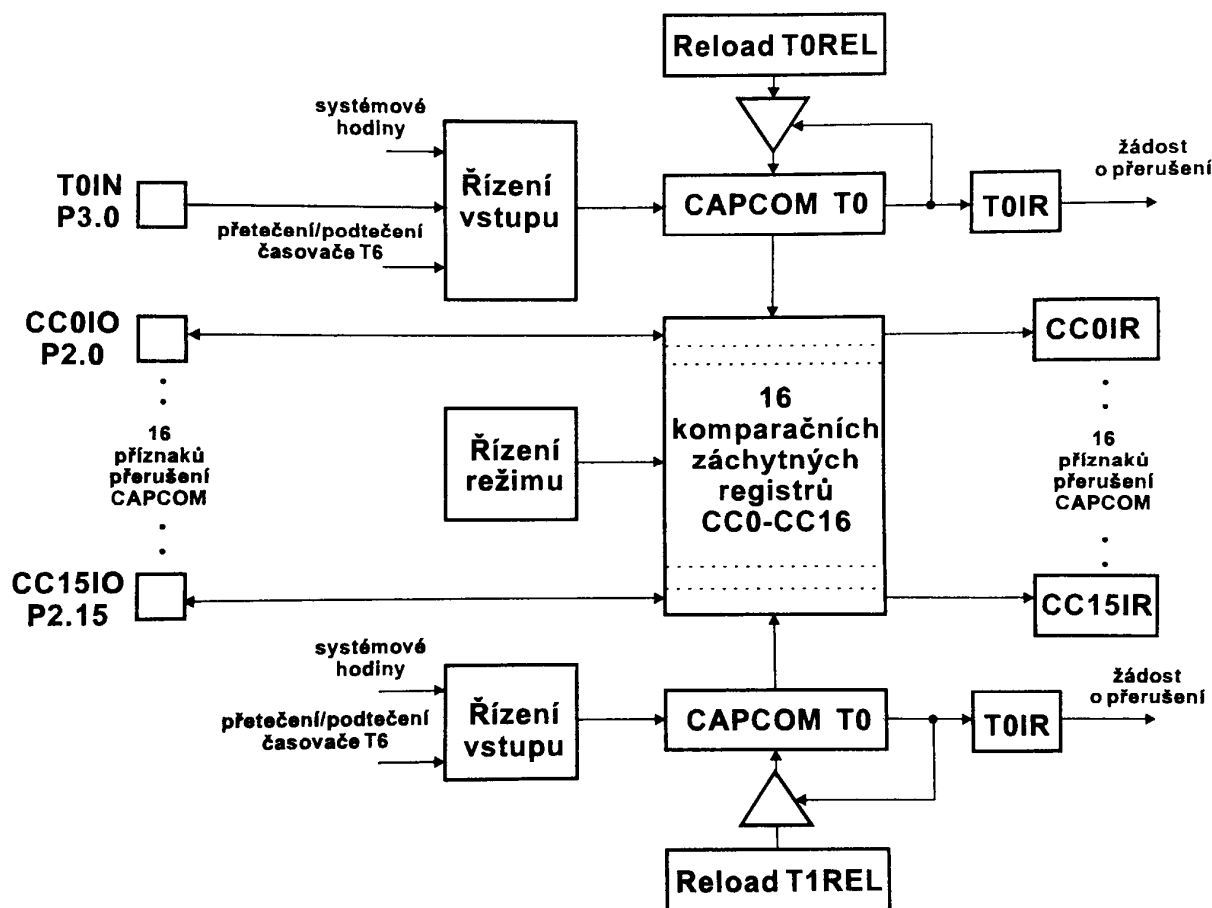 Reload T0REL
systémové
hodiny
T0IN
P3.0
Řízení
vstupu
přetečení/podtečení
časovače T6
CAPCOM T0
T0IR
žádost
o přerušení
CC0IO
P2.0
CC0IR
16
příznaků
přerušení
CAPCOM
Řízení
režimu
16
komparačních
záchytných
registrů
CC0-CC16
16
příznaků
přerušení
CAPCOM
CC15IO
P2.15
CC15IR
systémové
hodiny
přetečení/podtečení
časovače T6
Řízení
vstupu
CAPCOM T0
T0IR
žádost
o přerušení
Reload T1REL